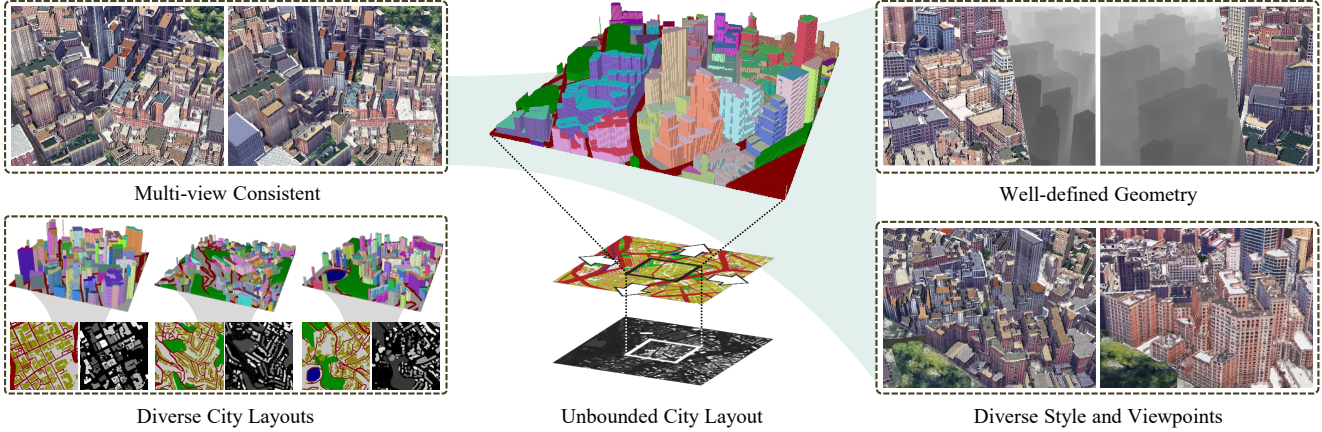 Multi-view Consistent
Well-defined Geometry
Diverse City Layouts
Unbounded City Layout
Diverse Style and Viewpoints